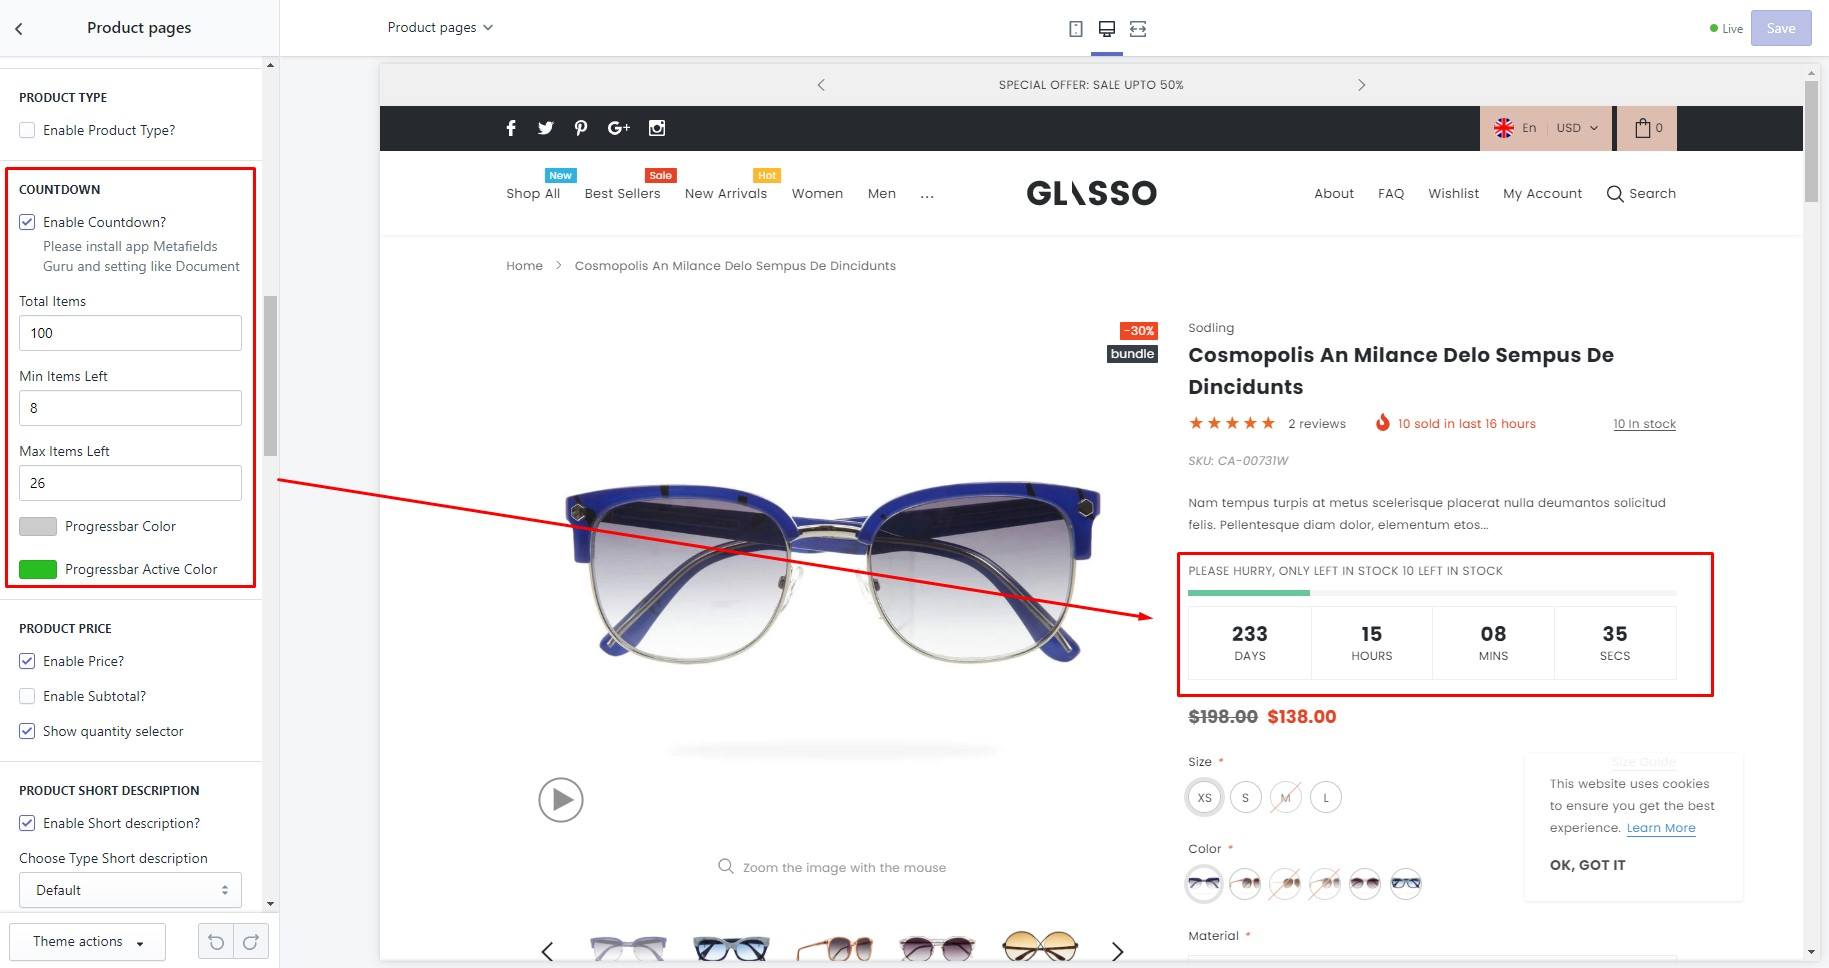 Product pages
PRODUCT TYPE
Enable Product Type?
COUNTDOWN
Enable Countdown?
Please install app Metafields
Guru and setting like Document
Total Items
100
Min Items Left
8
Max Items Left
26
Progressbar Color
Progressbar Active Color
PRODUCT PRICE
Enable Price?
Enable Subtotal?
Show quantity selector
PRODUCT SHORT DESCRIPTION
Enable Short description?
Choose Type Short description
Default
Theme actions
Product pages
Live
Save
SPECIAL OFFER: SALE UPTO 50%
En
USD
0
New
Sale
Hot
Shop All
Best Sellers
New Arrivals
Women
Men
...
GLASSO
About
FAQ
Wishlist
My Account
Search
Home > Cosmopolis An Milance Delo Sempus De Dincidunts
-30%
bundle
Zoom the image with the mouse
Sodling
Cosmopolis An Milance Delo Sempus De
Dincidunts
2 reviews
10 sold in last 16 hours
10 In stock
SKU: CA-00731W
Nam tempus turpis at metus scelerisque placerat nulla deumantos solicitud
felis. Pellentesque diam dolor, elementum etos...
PLEASE HURRY, ONLY LEFT IN STOCK 10 LEFT IN STOCK
233 15 08 35
DAYS HOURS MINS SECS
$198.00 $138.00
Size *
Size Guide
XS S M L
Color *
Material *
This website uses cookies
to ensure you get the best
experience. Learn More
OK, GOT IT